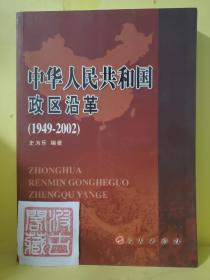 中华人民共和国
政区沿革
(1949-2002)
史为乐 编著
ZHONGHUA
RENMIN GONGHEGUO
ZHENGQU YANGE
人民出版社